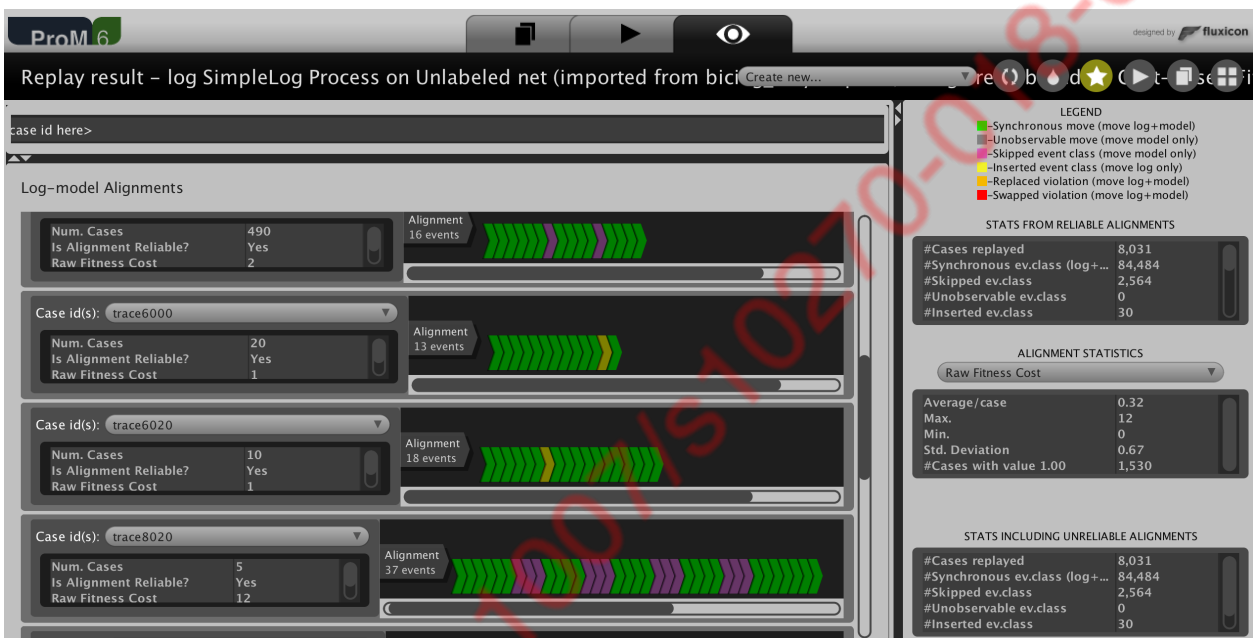 ProM 6
designed by fluxicon
Replay result – log SimpleLog Process on Unlabeled net (imported from bici
Create new...
case id here>
Log-model Alignments
Num. Cases 490
Is Alignment Reliable? Yes
Raw Fitness Cost 2
Alignment
16 events
Case id(s): trace6000
Num. Cases 20
Is Alignment Reliable? Yes
Raw Fitness Cost 1
Alignment
13 events
Case id(s): trace6020
Num. Cases 10
Is Alignment Reliable? Yes
Raw Fitness Cost 1
Alignment
18 events
Case id(s): trace8020
Num. Cases 5
Is Alignment Reliable? Yes
Raw Fitness Cost 12
Alignment
37 events
LEGEND
-Synchronous move (move log+model)
-Unobservable move (move model only)
-Skipped event class (move model only)
-Inserted event class (move log only)
-Replaced violation (move log+model)
-Swapped violation (move log+model)
STATS FROM RELIABLE ALIGNMENTS
#Cases replayed 8,031
#Synchronous ev.class (log+... 84,484
#Skipped ev.class 2,564
#Unobservable ev.class 0
#Inserted ev.class 30
ALIGNMENT STATISTICS
Raw Fitness Cost
Average/case 0.32
Max. 12
Min. 0
Std. Deviation 0.67
#Cases with value 1.00 1,530
STATS INCLUDING UNRELIABLE ALIGNMENTS
#Cases replayed 8,031
#Synchronous ev.class (log+... 84,484
#Skipped ev.class 2,564
#Unobservable ev.class 0
#Inserted ev.class 30
1007/s10270-018-0